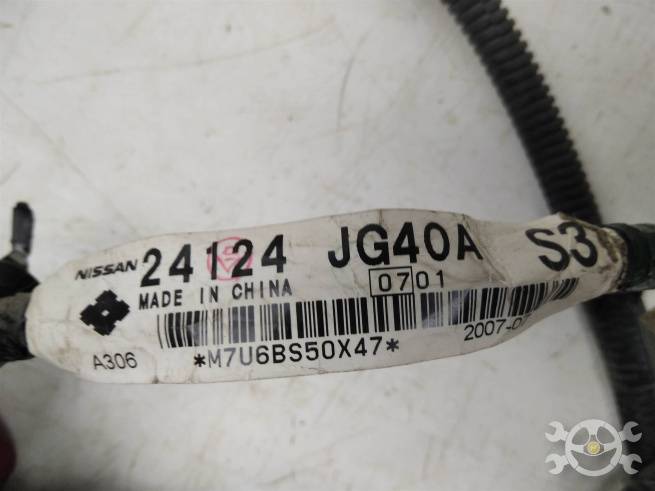 NISSAN 24124 JG40A S3
MADE IN CHINA 0701
A306 *M7U6BS50X47* 2007-0